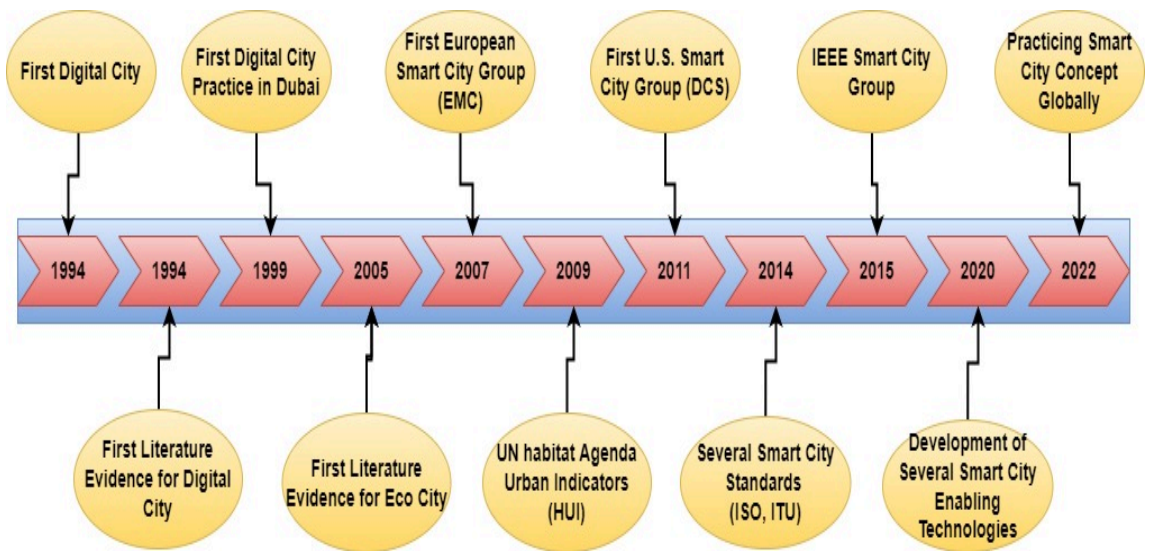 First Digital City
First Digital City
Practice in Dubai
First European
Smart City Group
(EMC)
First U.S. Smart
City Group (DCS)
IEEE Smart City
Group
Practicing Smart
City Concept
Globally
1994
1994
1999
2005
2007
2009
2011
2014
2015
2020
2022
First Literature
Evidence for Digital
City
First Literature
Evidence for Eco City
UN habitat Agenda
Urban Indicators
(HUI)
Several Smart City
Standards
(ISO, ITU)
Development of
Several Smart City
Enabling
Technologies